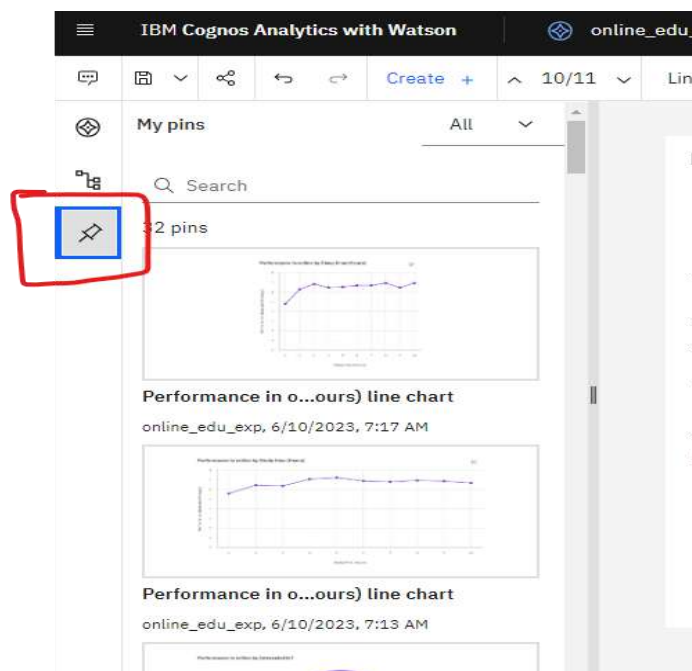 IBM Cognos Analytics with Watson online_edu_
Create + 10/11 Lin
My pins All
Search
32 pins
Performance in o...ours) line chart
online_edu_exp, 6/10/2023, 7:17 AM
Performance in o...ours) line chart
online_edu_exp, 6/10/2023, 7:13 AM